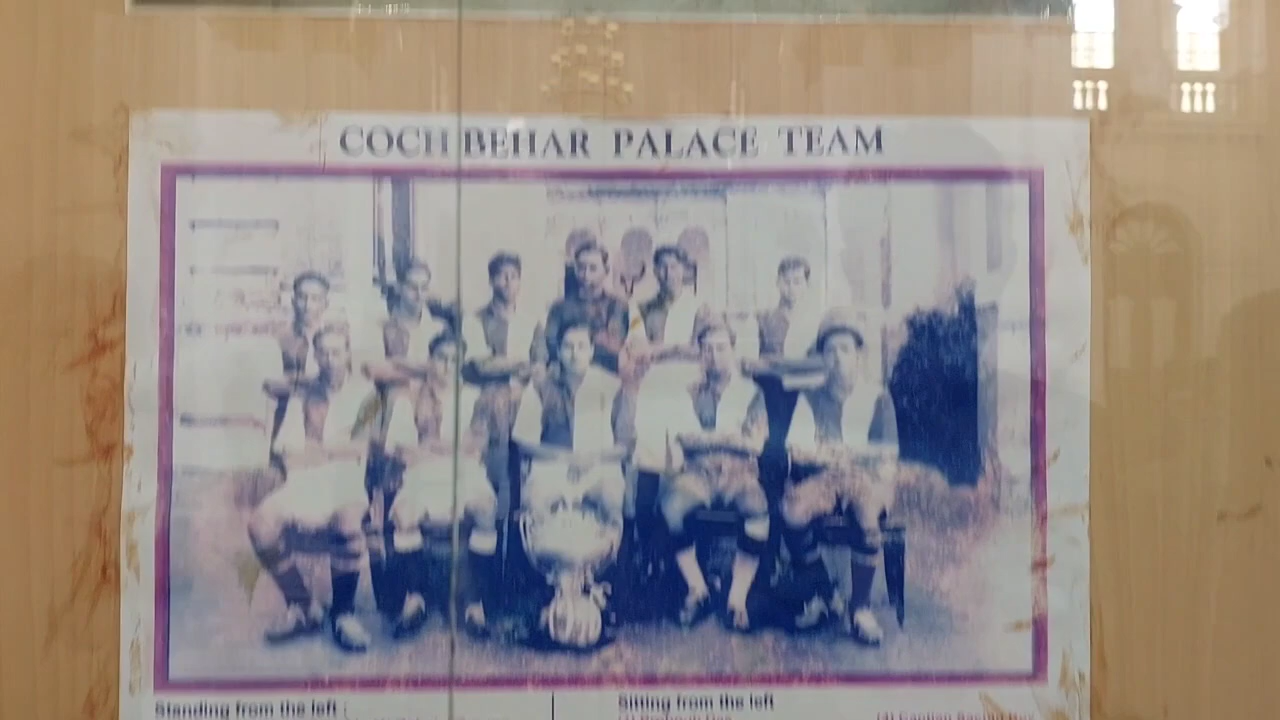 COCH BEHAR PALACE TEAM
Standing from the left :
Sitting from the left